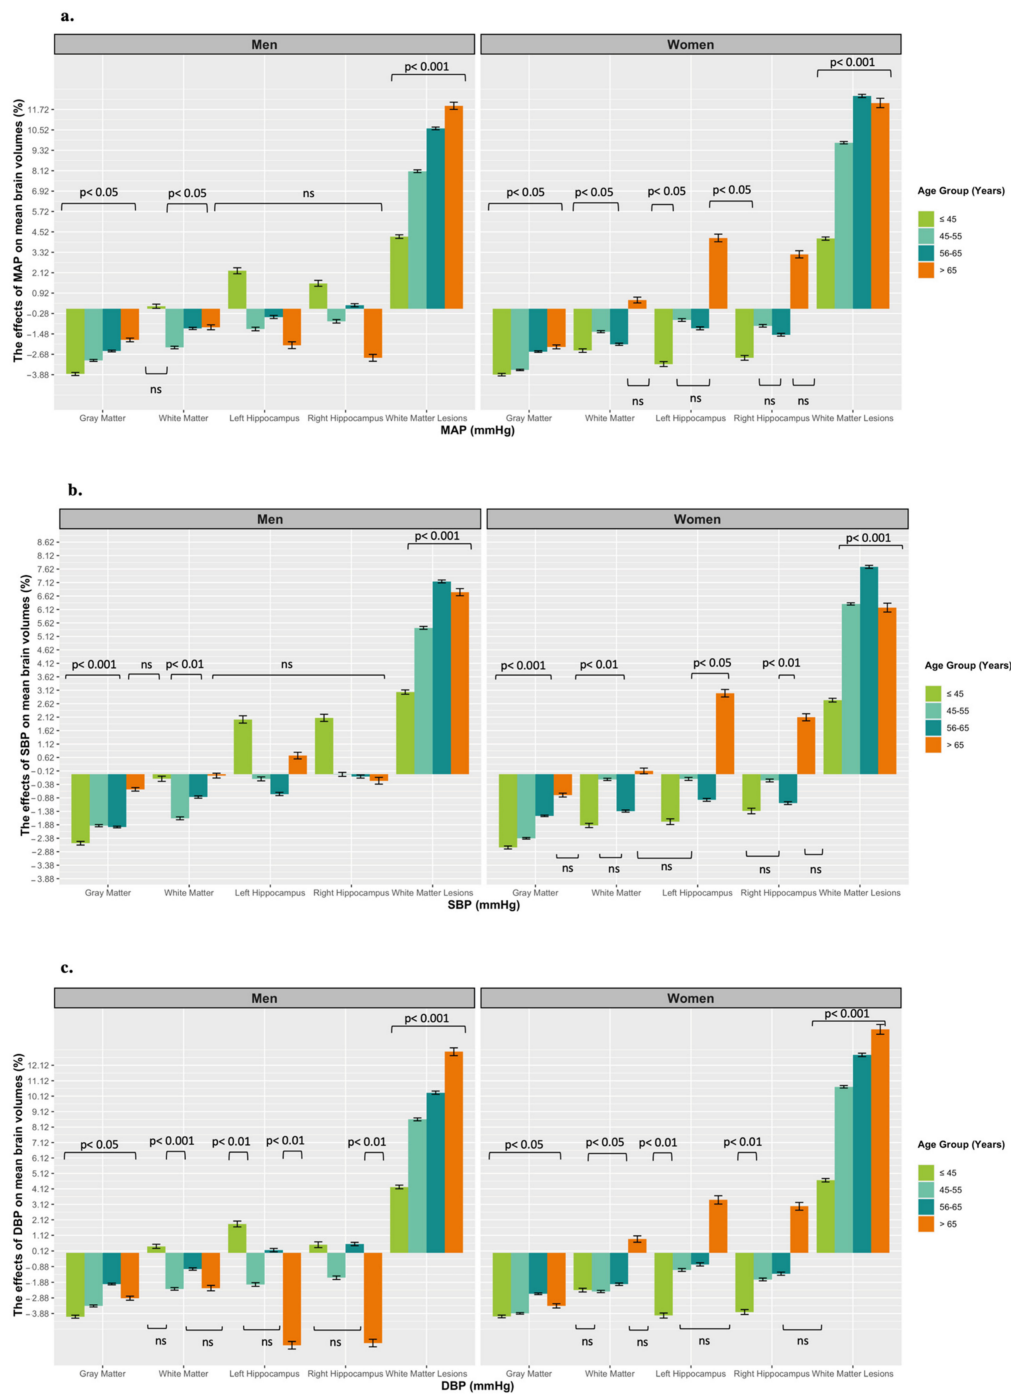 a.
Men
Women
The effects of MAP on mean brain volumes (%)
11.72
10.52
9.32
8.12
6.92
5.72
4.52
3.32
2.12
0.92
−0.28
−1.48
−2.68
−3.88
p< 0.05
p< 0.05
ns
p< 0.001
ns
p< 0.05
p< 0.05
p< 0.05
p< 0.05
p< 0.001
ns
ns
ns
ns
Gray Matter
White Matter
Left Hippocampus
Right Hippocampus
White Matter Lesions
Gray Matter
White Matter
Left Hippocampus
Right Hippocampus
White Matter Lesions
MAP (mmHg)
Age Group (Years)
≤ 45
45-55
56-65
> 65
b.
Men
Women
The effects of SBP on mean brain volumes (%)
8.62
8.12
7.62
7.12
6.62
6.12
5.62
5.12
4.62
4.12
3.62
3.12
2.62
2.12
1.62
1.12
0.62
−0.12
−0.38
−0.88
−1.38
−1.88
−2.38
−2.88
−3.38
−3.88
p< 0.001
ns
p< 0.01
ns
p< 0.001
p< 0.001
p< 0.01
p< 0.05
p< 0.01
p< 0.001
ns
ns
ns
ns
ns
Gray Matter
White Matter
Left Hippocampus
Right Hippocampus
White Matter Lesions
Gray Matter
White Matter
Left Hippocampus
Right Hippocampus
White Matter Lesions
SBP (mmHg)
Age Group (Years)
≤ 45
45-55
56-65
> 65
c.
Men
Women
The effects of DBP on mean brain volumes (%)
12.12
11.12
10.12
9.12
8.12
7.12
6.12
5.12
4.12
3.12
2.12
1.12
0.12
−0.88
−1.88
−2.88
−3.88
p< 0.05
p< 0.001
p< 0.01
p< 0.01
p< 0.01
p< 0.001
ns
ns
ns
ns
p< 0.05
p< 0.05
p< 0.01
p< 0.01
p< 0.001
ns
ns
ns
ns
Gray Matter
White Matter
Left Hippocampus
Right Hippocampus
White Matter Lesions
Gray Matter
White Matter
Left Hippocampus
Right Hippocampus
White Matter Lesions
DBP (mmHg)
Age Group (Years)
≤ 45
45-55
56-65
> 65